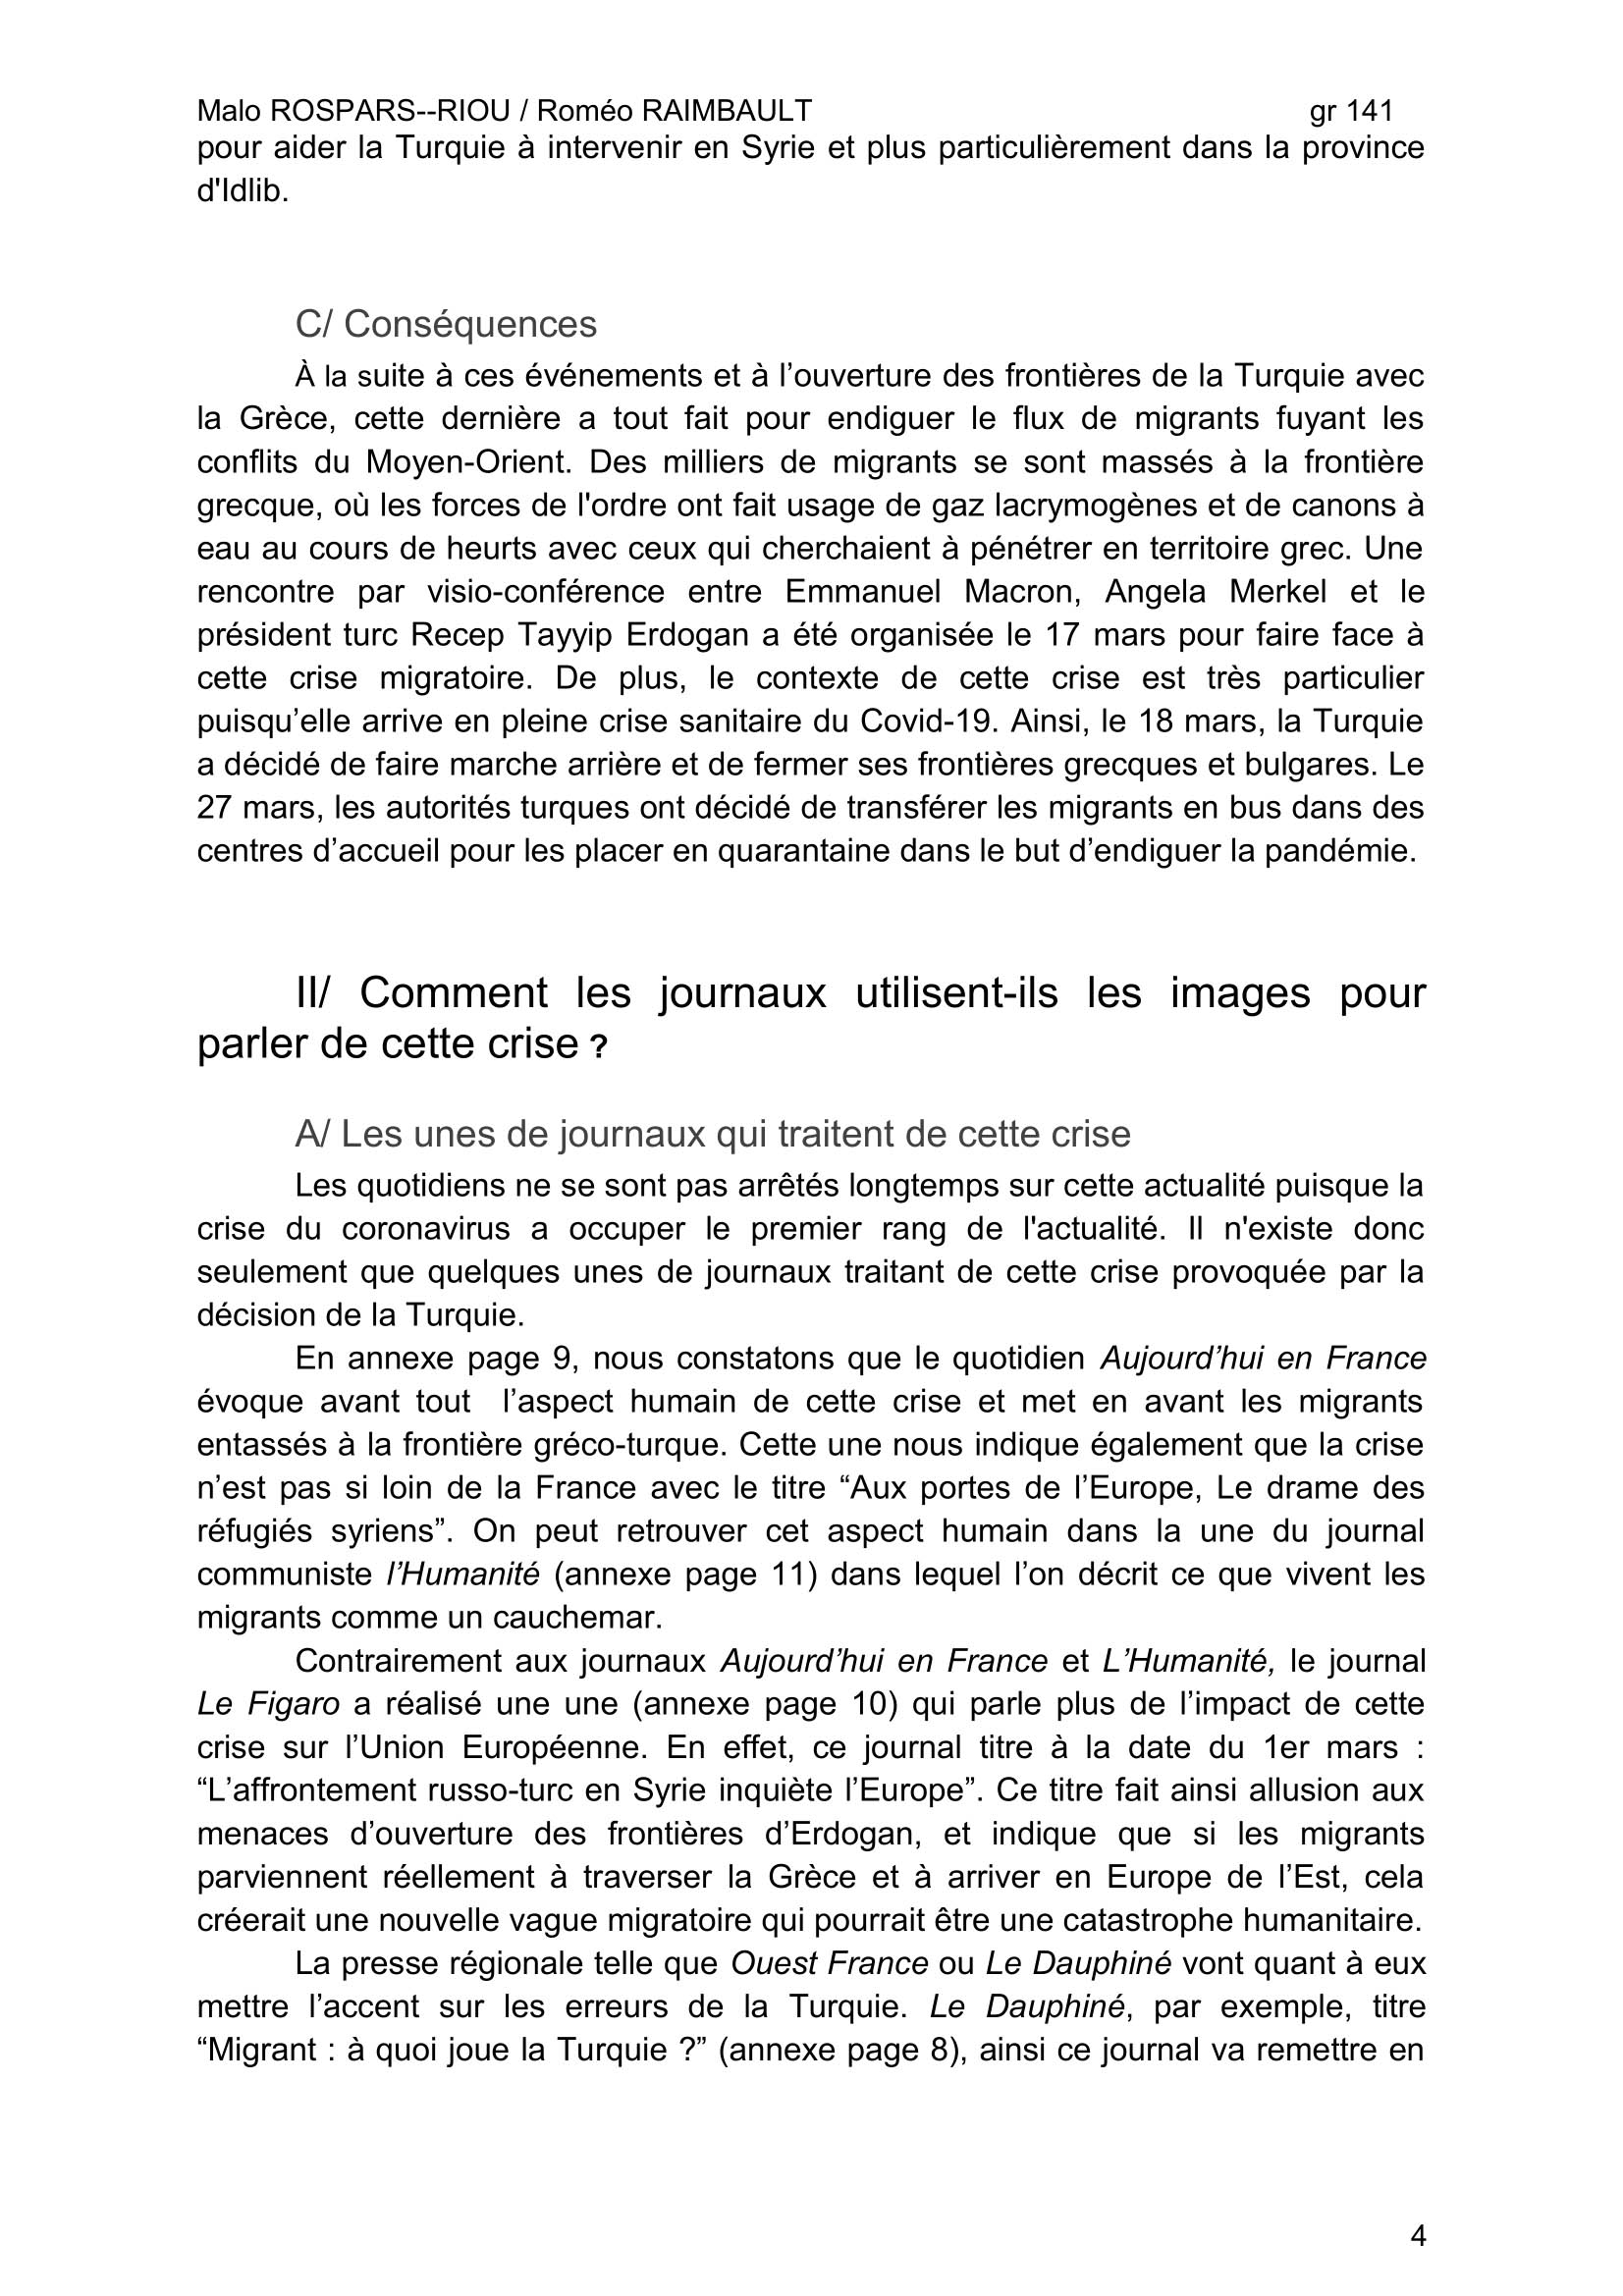 Malo ROSPARS--RIOU / Roméo RAIMBAULT gr 141
pour aider la Turquie à intervenir en Syrie et plus particulièrement dans la province
d'Idlib.
C/ Conséquences
À la suite à ces événements et à l’ouverture des frontières de la Turquie avec
la Grèce, cette dernière a tout fait pour endiguer le flux de migrants fuyant les
conflits du Moyen-Orient. Des milliers de migrants se sont massés à la frontière
grecque, où les forces de l'ordre ont fait usage de gaz lacrymogènes et de canons à
eau au cours de heurts avec ceux qui cherchaient à pénétrer en territoire grec. Une
rencontre par visio-conférence entre Emmanuel Macron, Angela Merkel et le
président turc Recep Tayyip Erdogan a été organisée le 17 mars pour faire face à
cette crise migratoire. De plus, le contexte de cette crise est très particulier
puisqu’elle arrive en pleine crise sanitaire du Covid-19. Ainsi, le 18 mars, la Turquie
a décidé de faire marche arrière et de fermer ses frontières grecques et bulgares. Le
27 mars, les autorités turques ont décidé de transférer les migrants en bus dans des
centres d’accueil pour les placer en quarantaine dans le but d’endiguer la pandémie.
II/ Comment les journaux utilisent-ils les images pour
parler de cette crise ?
A/ Les unes de journaux qui traitent de cette crise
Les quotidiens ne se sont pas arrêtés longtemps sur cette actualité puisque la
crise du coronavirus a occuper le premier rang de l'actualité. Il n'existe donc
seulement que quelques unes de journaux traitant de cette crise provoquée par la
décision de la Turquie.
En annexe page 9, nous constatons que le quotidien Aujourd’hui en France
évoque avant tout l’aspect humain de cette crise et met en avant les migrants
entassés à la frontière gréco-turque. Cette une nous indique également que la crise
n’est pas si loin de la France avec le titre “Aux portes de l’Europe, Le drame des
réfugiés syriens”. On peut retrouver cet aspect humain dans la une du journal
communiste l’Humanité (annexe page 11) dans lequel l’on décrit ce que vivent les
migrants comme un cauchemar.
Contrairement aux journaux Aujourd’hui en France et L’Humanité, le journal
Le Figaro a réalisé une une (annexe page 10) qui parle plus de l’impact de cette
crise sur l’Union Européenne. En effet, ce journal titre à la date du 1er mars :
“L’affrontement russo-turc en Syrie inquiète l’Europe”. Ce titre fait ainsi allusion aux
menaces d’ouverture des frontières d’Erdogan, et indique que si les migrants
parviennent réellement à traverser la Grèce et à arriver en Europe de l’Est, cela
créerait une nouvelle vague migratoire qui pourrait être une catastrophe humanitaire.
La presse régionale telle que Ouest France ou Le Dauphiné vont quant à eux
mettre l’accent sur les erreurs de la Turquie. Le Dauphiné, par exemple, titre
“Migrant : à quoi joue la Turquie ?” (annexe page 8), ainsi ce journal va remettre en
4